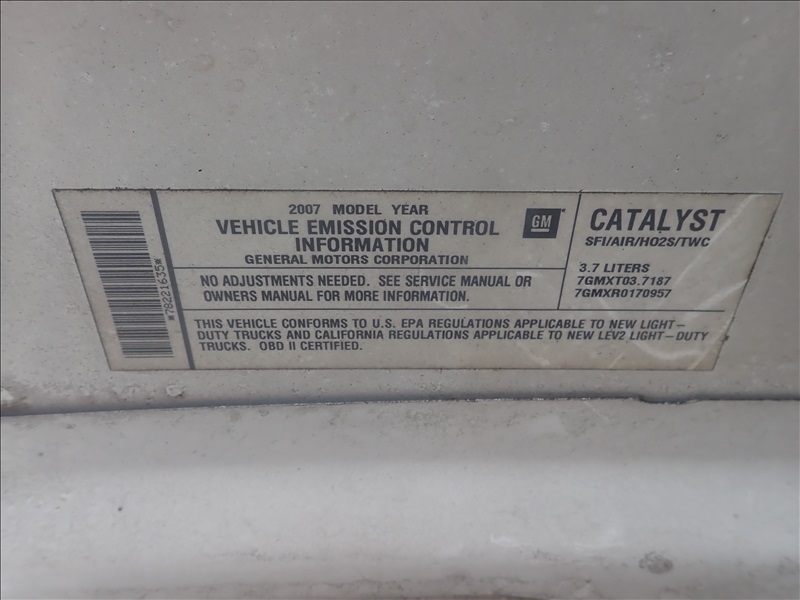 2007 MODEL YEAR
VEHICLE EMISSION CONTROL
INFORMATION
GENERAL MOTORS CORPORATION
GM
CATALYST
SFI/AIR/HO2S/TWC
NO ADJUSTMENTS NEEDED. SEE SERVICE MANUAL OR
OWNERS MANUAL FOR MORE INFORMATION.
3.7 LITERS
7GMXT03.7187
7GMXR0170957
THIS VEHICLE CONFORMS TO U.S. EPA REGULATIONS APPLICABLE TO NEW LIGHT-
DUTY TRUCKS AND CALIFORNIA REGULATIONS APPLICABLE TO NEW LEV2 LIGHT-DUTY
TRUCKS. OBD II CERTIFIED.
*78221635*